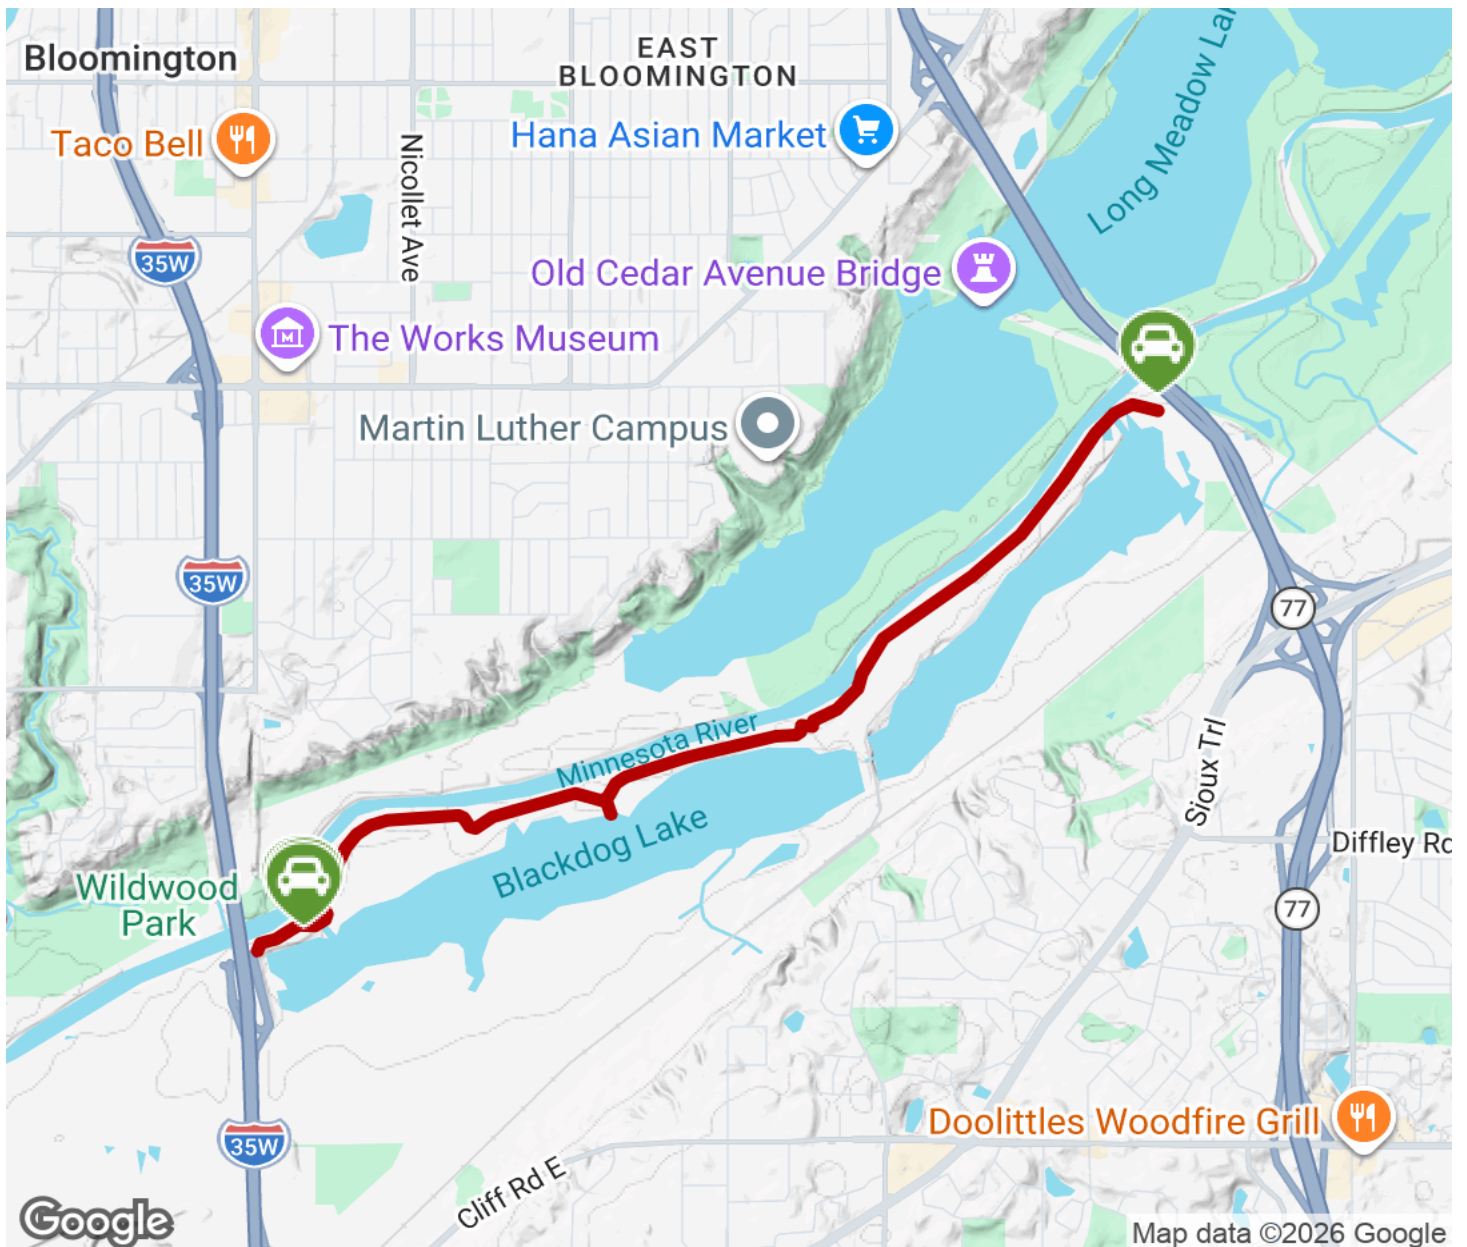 Bloomington
EAST
BLOOMINGTON
Taco Bell
Hana Asian Market
Nicollet Ave
Long Meadow Lak
35W
Old Cedar Avenue Bridge
The Works Museum
Martin Luther Campus
35W
77
Minnesota River
Sioux Trl
Blackdog Lake
Diffley Rd
Wildwood
Park
77
Doolittles Woodfire Grill
35W
Cliff Rd E
Google
Map data ©2026 Google